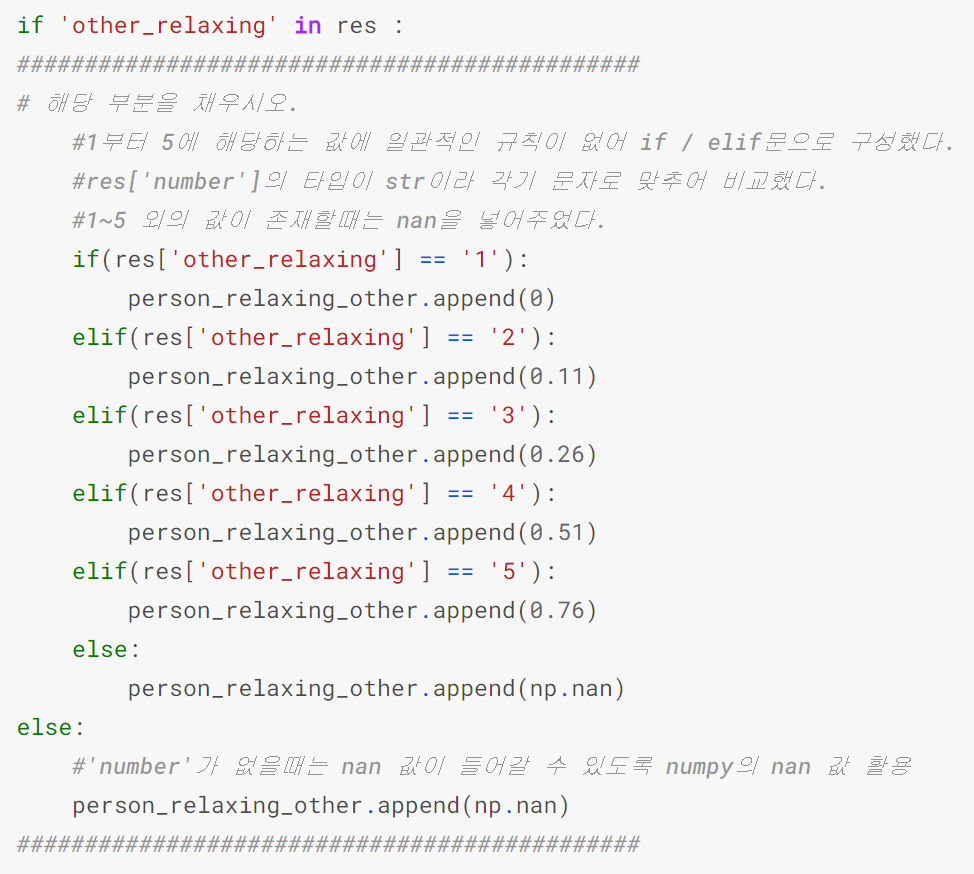 if 'other_relaxing' in res :
##############################################
# 해당 부분을 채우시오.
    #1부터 5에 해당하는 값에 일관적인 규칙이 없어 if / elif문으로 구성했다.
    #res['number']의 타입이 str이라 각기 문자로 맞추어 비교했다.
    #1~5 외의 값이 존재할때는 nan을 넣어주었다.
    if(res['other_relaxing'] == '1'):
        person_relaxing_other.append(0)
    elif(res['other_relaxing'] == '2'):
        person_relaxing_other.append(0.11)
    elif(res['other_relaxing'] == '3'):
        person_relaxing_other.append(0.26)
    elif(res['other_relaxing'] == '4'):
        person_relaxing_other.append(0.51)
    elif(res['other_relaxing'] == '5'):
        person_relaxing_other.append(0.76)
    else:
        person_relaxing_other.append(np.nan)
else:
    #'number'가 없을때는 nan 값이 들어갈 수 있도록 numpy의 nan 값 활용
    person_relaxing_other.append(np.nan)
##############################################